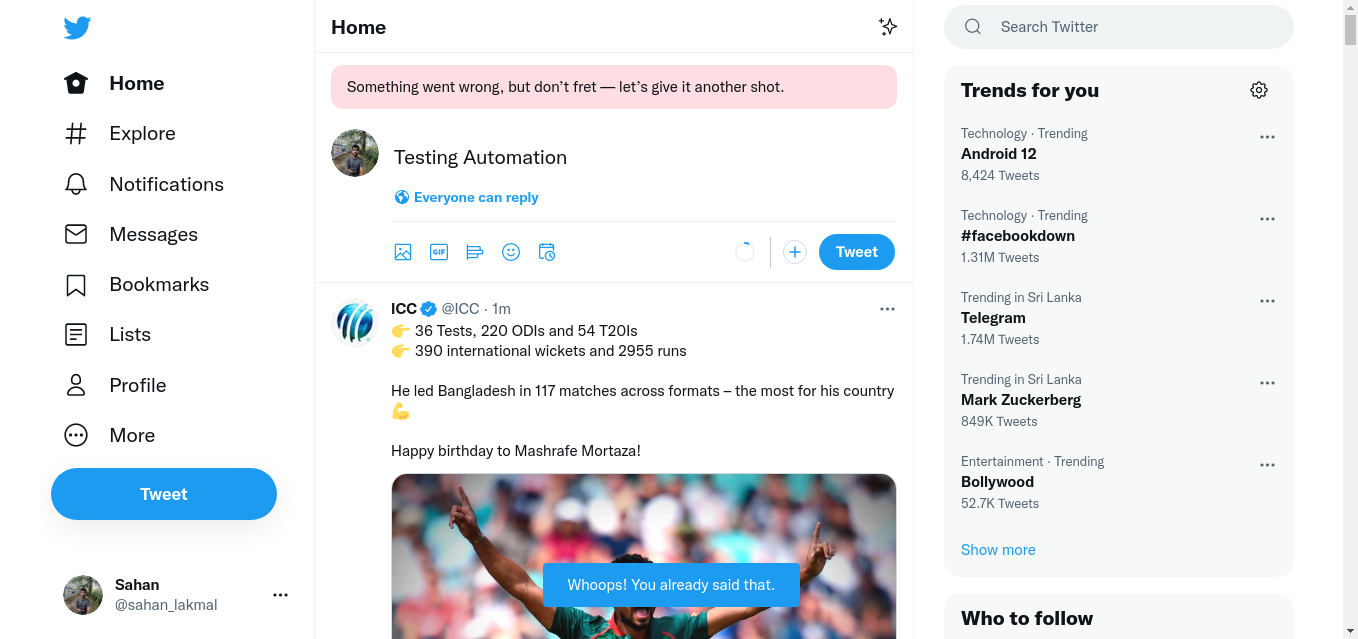 Home
Explore
Notifications
Messages
Bookmarks
Lists
Profile
More
Tweet
Sahan
@sahan_lakmal
Home
Something went wrong, but don’t fret — let’s give it another shot.
Testing Automation
Everyone can reply
GIF
Tweet
ICC @ICC · 1m
👉 36 Tests, 220 ODIs and 54 T20Is
👉 390 international wickets and 2955 runs
He led Bangladesh in 117 matches across formats – the most for his country
💪
Happy birthday to Mashrafe Mortaza!
Whoops! You already said that.
Search Twitter
Trends for you
Technology · Trending
Android 12
8,424 Tweets
Technology · Trending
#facebookdown
1.31M Tweets
Trending in Sri Lanka
Telegram
1.74M Tweets
Trending in Sri Lanka
Mark Zuckerberg
849K Tweets
Entertainment · Trending
Bollywood
52.7K Tweets
Show more
Who to follow